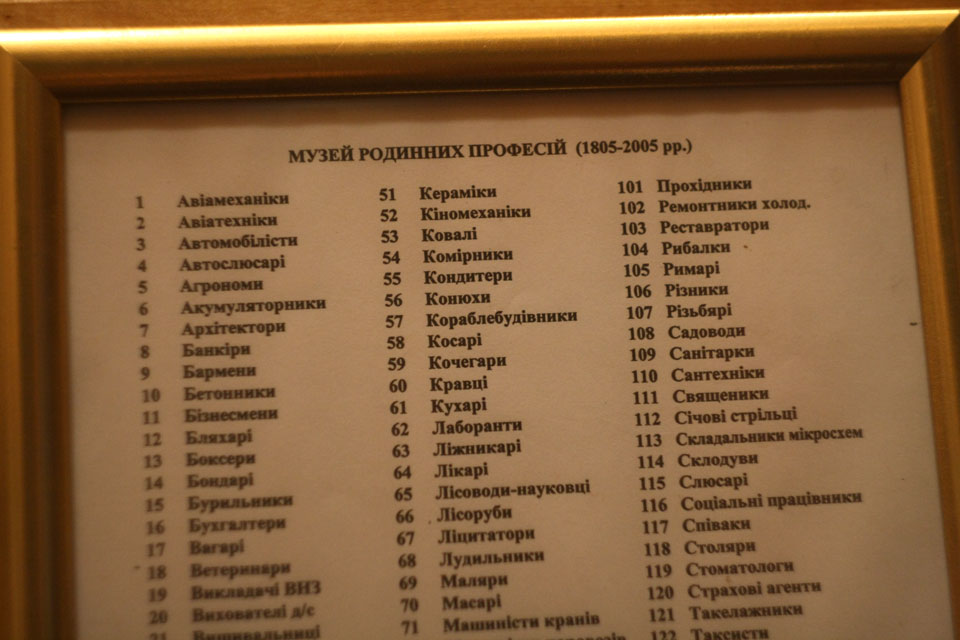 МУЗЕЙ РОДИННИХ ПРОФЕСІЙ (1805-2005 рр.)
1 Авіамеханіки
2 Авіатехніки
3 Автомобілісти
4 Автослюсарі
5 Агрономи
6 Акумуляторники
7 Архітектори
8 Банкіри
9 Бармени
10 Бетонники
11 Бізнесмени
12 Бляхарі
13 Боксери
14 Бондарі
15 Бурильники
16 Бухгалтери
17 Вагарі
18 Ветеринари
19 Викладачі ВНЗ
20 Вихователі д/с
21 Вишивальниці
51 Кераміки
52 Кіномеханіки
53 Ковалі
54 Комірники
55 Кондитери
56 Конюхи
57 Кораблебудівники
58 Косарі
59 Кочегари
60 Кравці
61 Кухарі
62 Лаборанти
63 Ліжникарі
64 Лікарі
65 Лісоводи-науковці
66 Лісоруби
67 Ліцитатори
68 Лудильники
69 Маляри
70 Масарі
71 Машиністи кранів
101 Прохідники
102 Ремонтники холод.
103 Реставратори
104 Рибалки
105 Римарі
106 Різники
107 Різьбярі
108 Садоводи
109 Санітарки
110 Сантехніки
111 Священики
112 Січові стрільці
113 Складальники мікросхем
114 Склодуви
115 Слюсарі
116 Соціальні працівники
117 Співаки
118 Столяри
119 Стоматологи
120 Страхові агенти
121 Такелажники
122 Таксисти